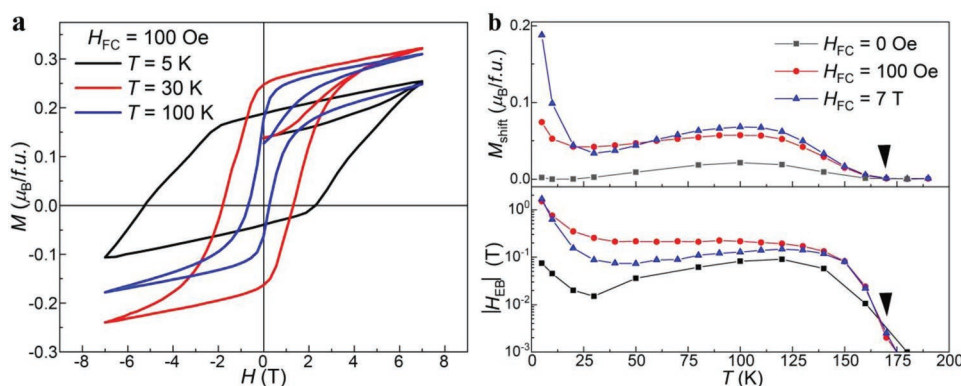 a
H_FC = 100 Oe
T = 5 K
T = 30 K
T = 100 K
M (μ_B/f.u.)
0.3
0.2
0.1
0.0
-0.1
-0.2
-0.3
-8 -6 -4 -2 0 2 4 6 8
H (T)
b
H_FC = 0 Oe
H_FC = 100 Oe
H_FC = 7 T
M_shift (μ_B/f.u.)
0.2
0.1
0.0
|H_EB| (T)
10^0
10^-1
10^-2
10^-3
0 25 50 75 100 125 150 175 200
T (K)